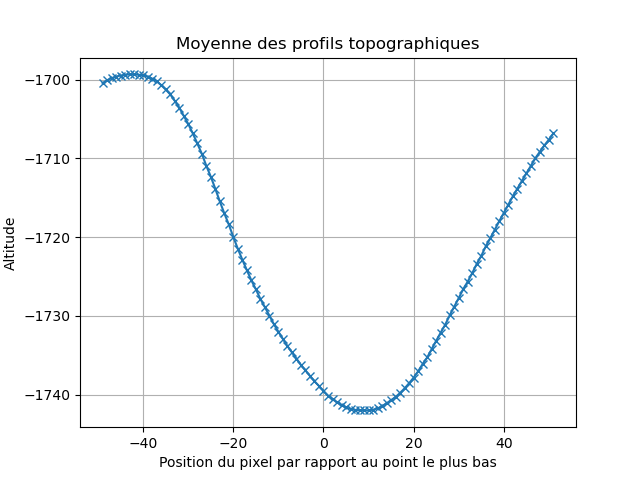 Moyenne des profils topographiques
−1700
−1710
−1720
−1730
−1740
Altitude
−40 −20 0 20 40
Position du pixel par rapport au point le plus bas